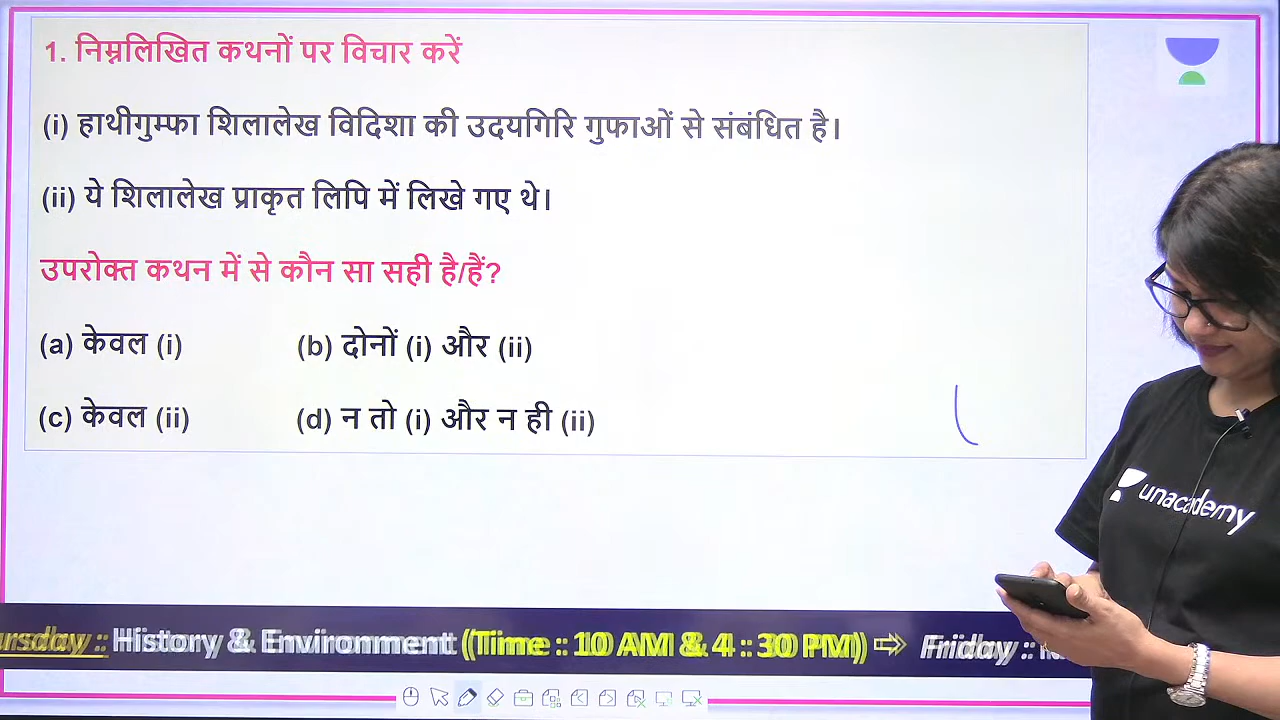 1. निम्नलिखित कथनों पर विचार करें
(i) हाथीगुम्फा शिलालेख विदिशा की उदयगिरि गुफाओं से संबंधित है।
(ii) ये शिलालेख प्राकृत लिपि में लिखे गए थे।
उपरोक्त कथन में से कौन सा सही है/हैं?
(a) केवल (i) (b) दोनों (i) और (ii)
(c) केवल (ii) (d) न तो (i) और न ही (ii)
unacademy
History & Environment (Time : 10 AM & 4 : 30 PM) ⇨ Friday :